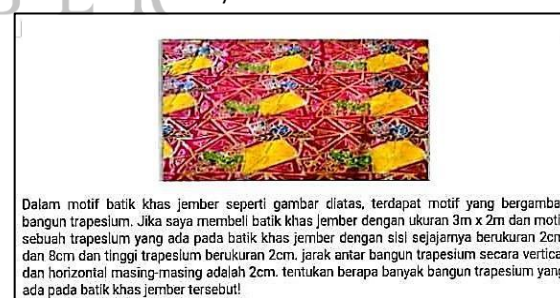 Dalam motif batik khas jember seperti gambar diatas, terdapat motif yang bergamba
bangun trapesium. Jika saya membeli batik khas jember dengan ukuran 3m x 2m dan moti
sebuah trapesium yang ada pada batik khas jember dengan sisi sejajarnya berukuran 2cm
dan 8cm dan tinggi trapesium berukuran 2cm. jarak antar bangun trapesium secara vertica
dan horizontal masing-masing adalah 2cm. tentukan berapa banyak bangun trapesium yang
ada pada batik khas jember tersebut!